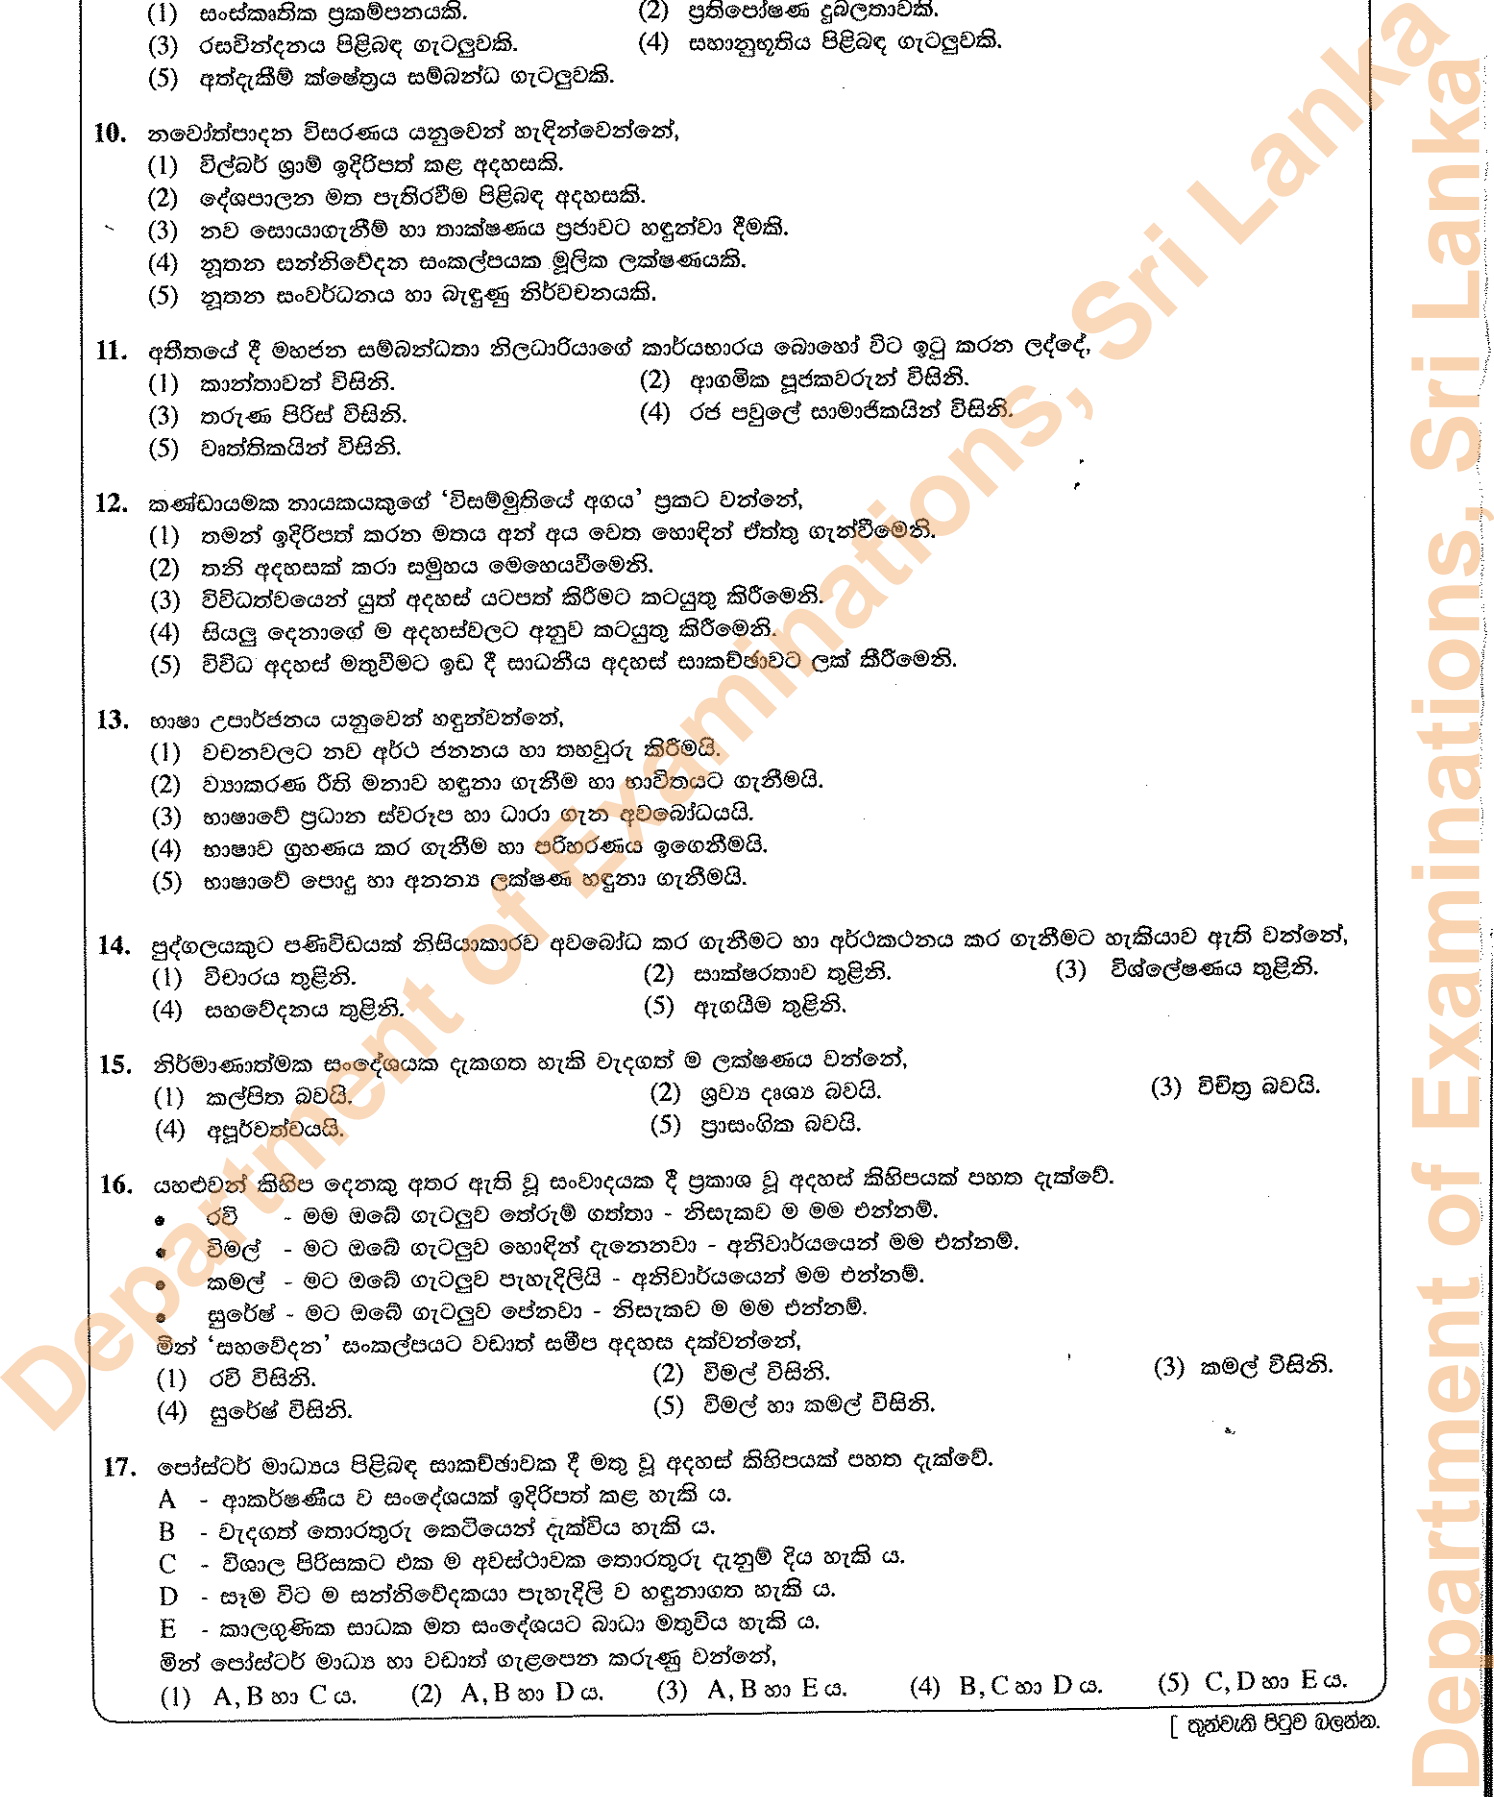 (1) සංස්කෘතික ප්‍රකම්පනයකි. (2) ප්‍රතිපෝෂණ දුබලතාවකි.
(3) රසවින්දනය පිළිබඳ ගැටලුවකි. (4) සහානුභූතිය පිළිබඳ ගැටලුවකි.
(5) අත්දැකීම් ක්ෂේත්‍රය සම්බන්ධ ගැටලුවකි.
10. නවෝත්පාදන විසරණය යනුවෙන් හැඳින්වෙන්නේ,
(1) විල්බර් ශ්‍රාම් ඉදිරිපත් කළ අදහසකි.
(2) දේශපාලන මත පැතිරවීම පිළිබඳ අදහසකි.
(3) නව සොයාගැනීම් හා තාක්ෂණය ප්‍රජාවට හඳුන්වා දීමකි.
(4) නූතන සන්නිවේදන සංකල්පයක මූලික ලක්ෂණයකි.
(5) නූතන සංවර්ධනය හා බැඳුණු නිර්වචනයකි.
11. අතීතයේ දී මහජන සම්බන්ධතා නිලධාරියාගේ කාර්යභාරය බොහෝ විට ඉටු කරන ලද්දේ,
(1) කාන්තාවන් විසිනි. (2) ආගමික පූජකවරුන් විසිනි.
(3) තරුණ පිරිස් විසිනි. (4) රජ පවුලේ සාමාජිකයින් විසිනි.
(5) වෘත්තිකයින් විසිනි.
12. කණ්ඩායමක නායකයකුගේ ‘විසම්මුතියේ අගය’ ප්‍රකට වන්නේ,
(1) තමන් ඉදිරිපත් කරන මතය අන් අය වෙත හොඳින් ඒත්තු ගැන්වීමෙනි.
(2) තනි අදහසක් කරා සමුහය මෙහෙයවීමෙනි.
(3) විවිධත්වයෙන් යුත් අදහස් යටපත් කිරීමට කටයුතු කිරීමෙනි.
(4) සියලු දෙනාගේ ම අදහස්වලට අනුව කටයුතු කිරීමෙනි.
(5) විවිධ අදහස් මතුවීමට ඉඩ දී සාධනීය අදහස් සාකච්ඡාවට ලක් කිරීමෙනි.
13. භාෂා උපාර්ජනය යනුවෙන් හඳුන්වන්නේ,
(1) වචනවලට නව අර්ථ ජනනය හා තහවුරු කිරීමයි.
(2) ව්‍යාකරණ රීති මනාව හඳුනා ගැනීම හා භාවිතයට ගැනීමයි.
(3) භාෂාවේ ප්‍රධාන ස්වරූප හා ධාරා ගැන අවබෝධයයි.
(4) භාෂාව ග්‍රහණය කර ගැනීම හා පරිහරණය ඉගෙනීමයි.
(5) භාෂාවේ පොදු හා අනන්‍ය ලක්ෂණ හඳුනා ගැනීමයි.
14. පුද්ගලයකුට පණිවිඩයක් නිසියාකාරව අවබෝධ කර ගැනීමට හා අර්ථකථනය කර ගැනීමට හැකියාව ඇති වන්නේ,
(1) විචාරය තුළිනි. (2) සාක්ෂරතාව තුළිනි. (3) විශ්ලේෂණය තුළිනි.
(4) සහවේදනය තුළිනි. (5) ඇගයීම තුළිනි.
15. නිර්මාණාත්මක සංදේශයක දැකගත හැකි වැදගත් ම ලක්ෂණය වන්නේ,
(1) කල්පිත බවයි. (2) ශ්‍රව්‍ය දෘශ්‍ය බවයි. (3) විචිත්‍ර බවයි.
(4) අපූර්වත්වයයි. (5) ප්‍රාසංගික බවයි.
16. යහළුවන් කිහිප දෙනකු අතර ඇති වූ සංවාදයක දී ප්‍රකාශ වූ අදහස් කිහිපයක් පහත දැක්වේ.
• රවි - මම ඔබේ ගැටලුව තේරුම් ගත්තා - නිසැකව ම මම එන්නම්.
• විමල් - මට ඔබේ ගැටලුව හොඳින් දැනෙනවා - අනිවාර්යයෙන් මම එන්නම්.
• කමල් - මට ඔබේ ගැටලුව පැහැදිලියි - අනිවාර්යයෙන් මම එන්නම්.
• සුරේෂ් - මට ඔබේ ගැටලුව පේනවා - නිසැකව ම මම එන්නම්.
මින් ‘සහවේදන’ සංකල්පයට වඩාත් සමීප අදහස දක්වන්නේ,
(1) රවි විසිනි. (2) විමල් විසිනි. (3) කමල් විසිනි.
(4) සුරේෂ් විසිනි. (5) විමල් හා කමල් විසිනි.
17. පෝස්ටර් මාධ්‍යය පිළිබඳ සාකච්ඡාවක දී මතු වූ අදහස් කිහිපයක් පහත දැක්වේ.
A - ආකර්ෂණීය ව සංදේශයක් ඉදිරිපත් කළ හැකි ය.
B - වැදගත් තොරතුරු කෙටියෙන් දැක්විය හැකි ය.
C - විශාල පිරිසකට එක ම අවස්ථාවක තොරතුරු දැනුම් දිය හැකි ය.
D - සෑම විට ම සන්නිවේදකයා පැහැදිලි ව හඳුනාගත හැකි ය.
E - කාලගුණික සාධක මත සංදේශයට බාධා මතුවිය හැකි ය.
මින් පෝස්ටර් මාධ්‍ය හා වඩාත් ගැළපෙන කරුණු වන්නේ,
(1) A, B හා C ය. (2) A, B හා D ය. (3) A, B හා E ය. (4) B, C හා D ය. (5) C, D හා E ය.
[ තුන්වැනි පිටුව බලන්න.
Department of Examinations, Sri Lanka
Department of Examinations, Sri Lanka